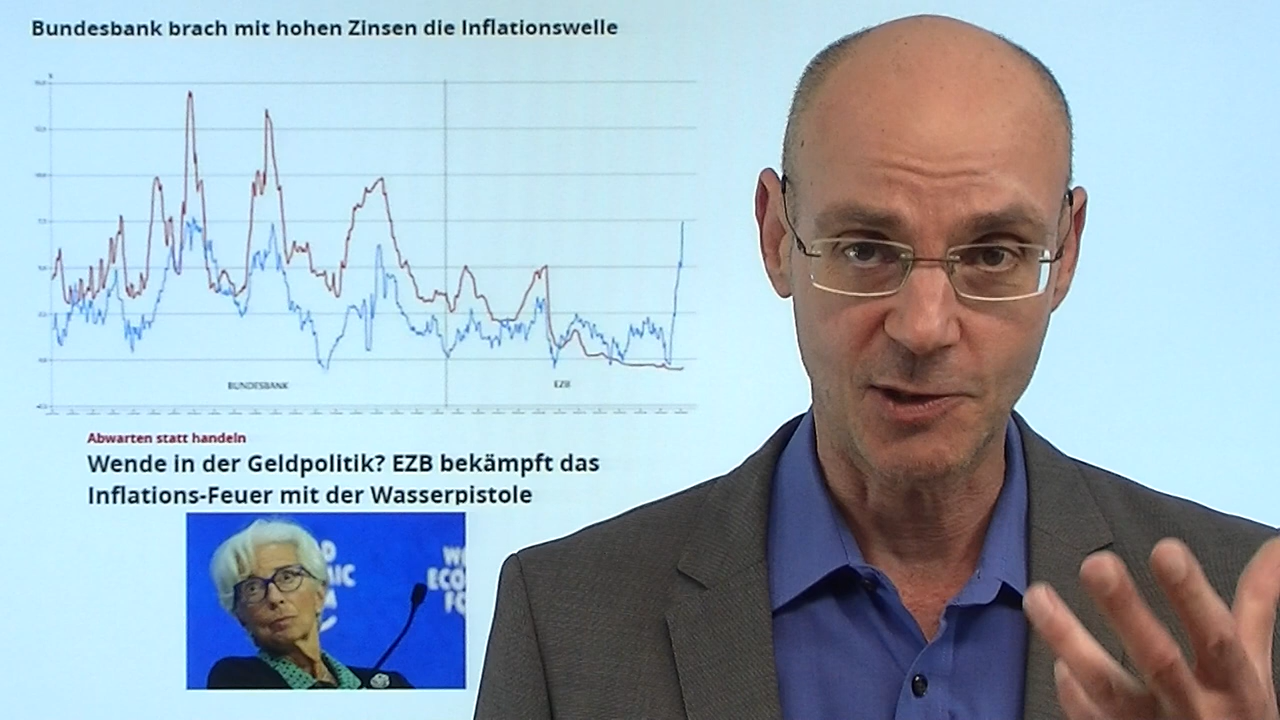 Bundesbank brach mit hohen Zinsen die Inflationswelle
%
BUNDESBANK
EZB
Abwarten statt handeln
Wende in der Geldpolitik? EZB bekämpft das
Inflations-Feuer mit der Wasserpistole
W
ECO